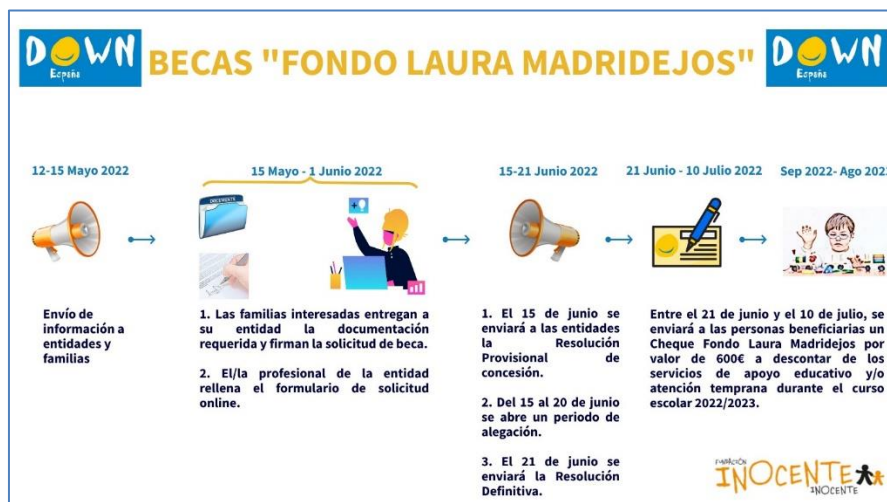 DOWN
España
BECAS "FONDO LAURA MADRIDEJOS"
DOWN
España
12-15 Mayo 2022
15 Mayo - 1 Junio 2022
15-21 Junio 2022
21 Junio - 10 Julio 2022
Sep 2022- Ago 202
Envío de
información a
entidades y
familias
1. Las familias interesadas entregan a
su entidad la documentación
requerida y firman la solicitud de beca.
2. El/la profesional de la entidad
rellena el formulario de solicitud
online.
1. El 15 de junio se
enviará a las entidades
la Resolución
Provisional de
concesión.
2. Del 15 al 20 de junio
se abre un periodo de
alegación.
3. El 21 de junio se
enviará la Resolución
Definitiva.
Entre el 21 de junio y el 10 de julio, se
enviará a las personas beneficiarias un
Cheque Fondo Laura Madridejos por
valor de 600€ a descontar de los
servicios de apoyo educativo y/o
atención temprana durante el curso
escolar 2022/2023.
FUNDACIÓN
INOCENTE
INOCENTE